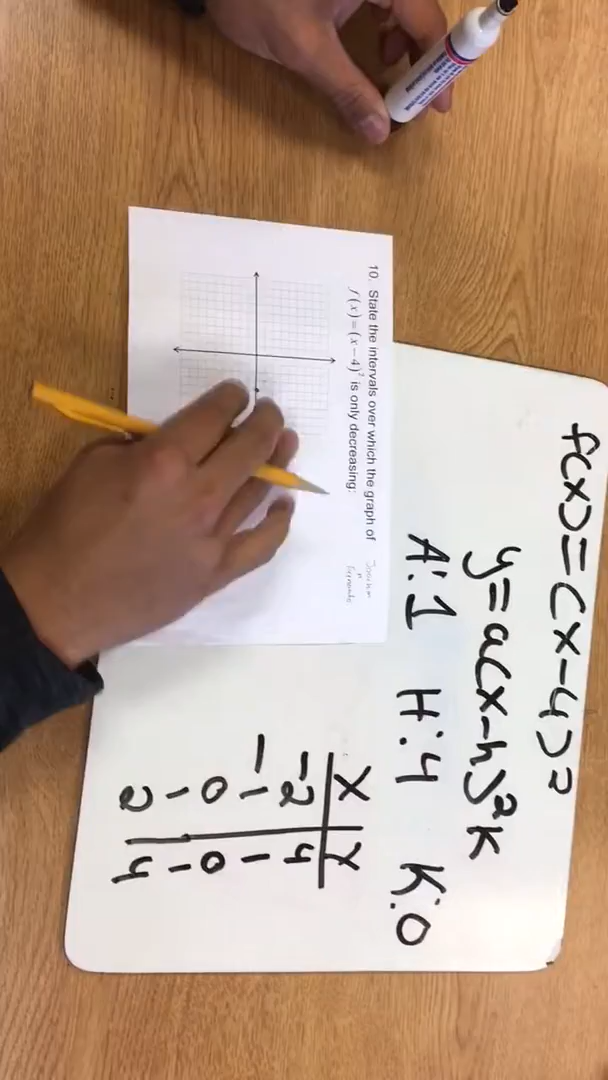 10. State the intervals over which the graph of
f(x)=(x−4)² is only decreasing:
f(x)=(x-4)2
y=a(x-h)²k
A:1 H:4 K:0
X Y
-2 4
-1 1
0 0
1 1
2 4